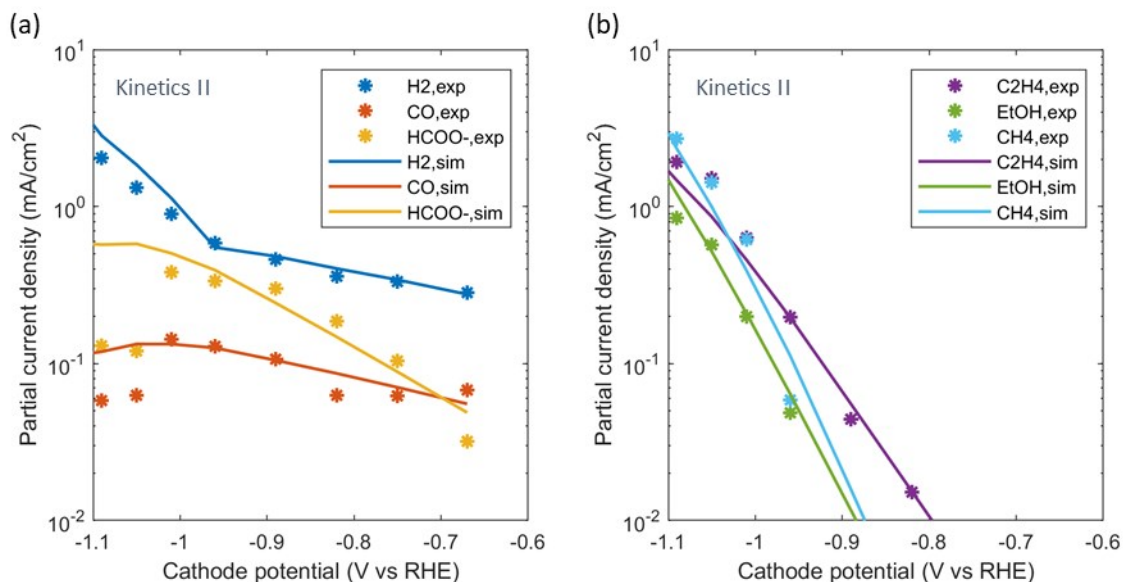 (a)
Kinetics II
H2,exp
CO,exp
HCOO-,exp
H2,sim
CO,sim
HCOO-,sim
10^1
10^0
10^-1
10^-2
Partial current density (mA/cm^2)
-1.1 -1 -0.9 -0.8 -0.7 -0.6
Cathode potential (V vs RHE)
(b)
Kinetics II
C2H4,exp
EtOH,exp
CH4,exp
C2H4,sim
EtOH,sim
CH4,sim
10^1
10^0
10^-1
10^-2
Partial current density (mA/cm^2)
-1.1 -1 -0.9 -0.8 -0.7 -0.6
Cathode potential (V vs RHE)